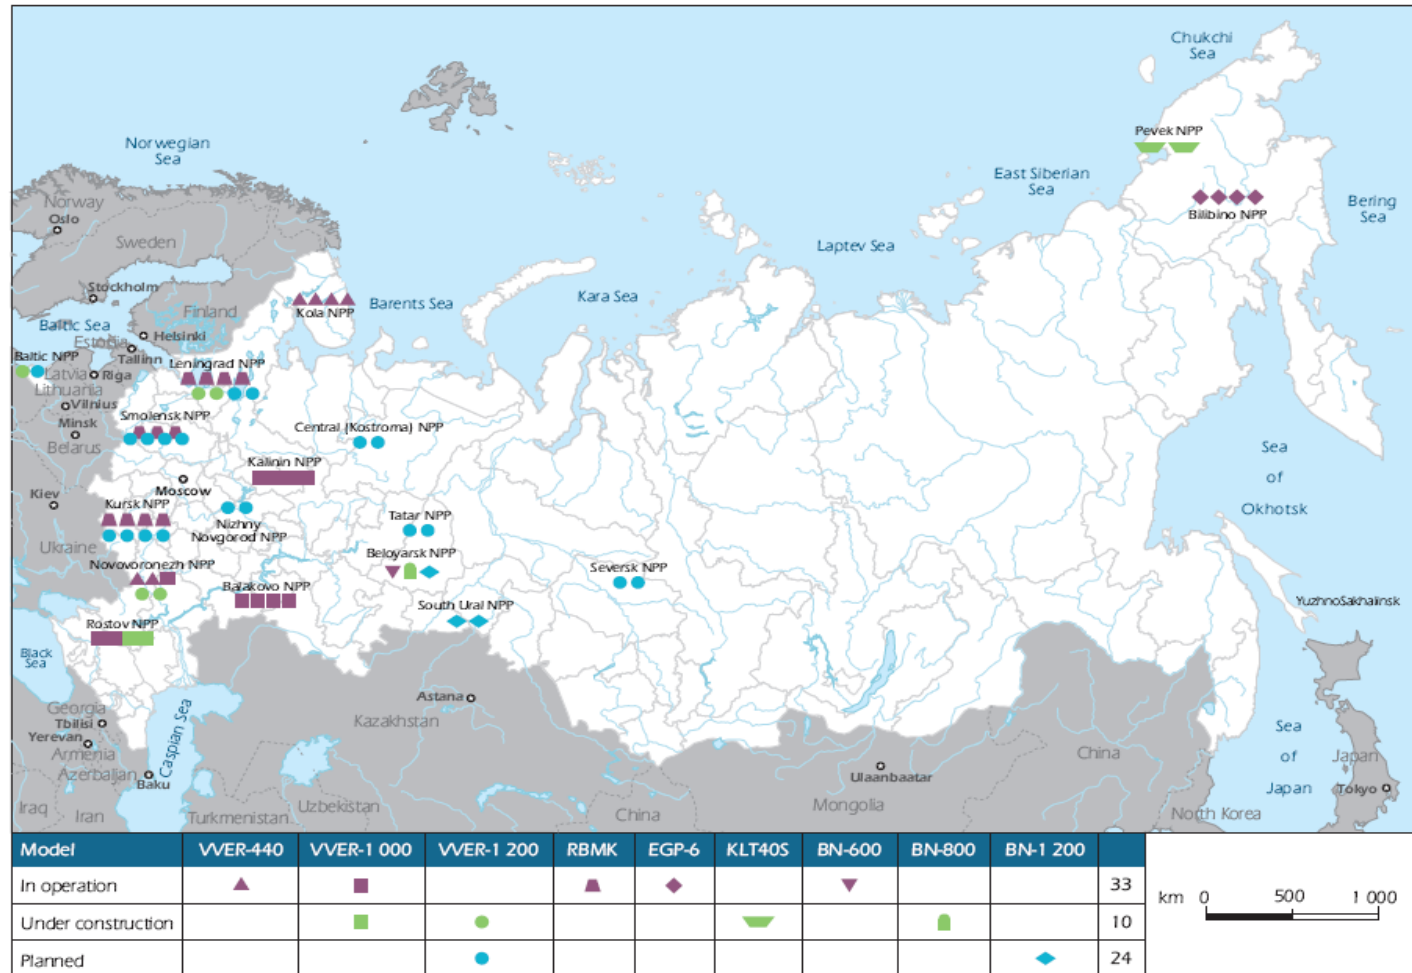 Chukchi
Sea
Pevek NPP
Norwegian
Sea
East Siberian
Sea
Norway
Oslo
Bering
Sea
Bilibino NPP
Sweden
Laptev Sea
Stockholm
Kara Sea
Barents Sea
Finland
Kola NPP
Baltic Sea
Helsinki
Estonia
Baltic NPP
Tallinn
Leningrad NPP
Latvia
Riga
Lithuania
Vilnius
Smolensk NPP
Minsk
Central (Kostroma) NPP
Belarus
Sea
of
Okhotsk
Kalinin NPP
Moscow
Kiev
Kursk NPP
Nizhny
Novgorod NPP
Tatar NPP
Ukraine
Beloyarsk NPP
Novovoronezh NPP
Seversk NPP
Balakovo NPP
South Ural NPP
YuzhnoSakhalinsk
Rostov NPP
Black
Sea
Astana
Georgia
Kazakhstan
Tbilisi
Caspian Sea
Yerevan
Armenia
Azerbaijan
Baku
Sea
of
Japan
China
Japan
Ulaanbaatar
Tokyo
Iraq
Iran
Turkmenistan
Uzbekistan
China
Mongolia
North Korea
Model VVER-440 VVER-1 000 VVER-1 200 RBMK EGP-6 KLT40S BN-600 BN-800 BN-1 200
In operation 33
Under construction 10
Planned 24
km 0 500 1 000